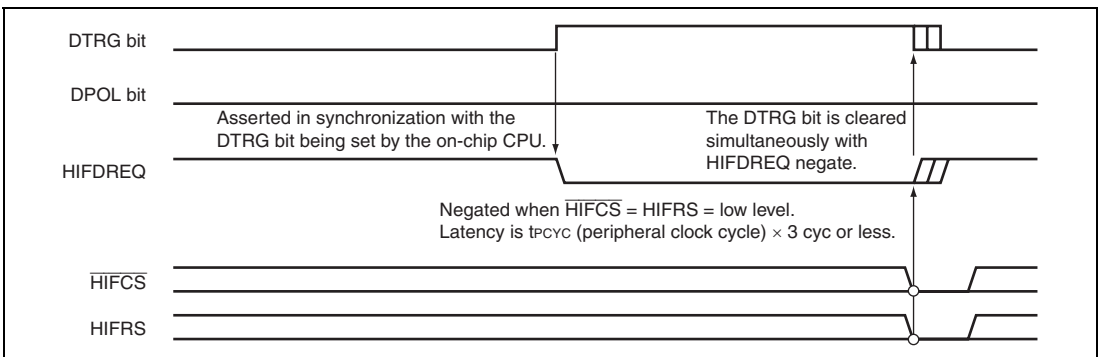 DTRG bit
DPOL bit
Asserted in synchronization with the
DTRG bit being set by the on-chip CPU.
The DTRG bit is cleared
simultaneously with
HIFDREQ negate.
HIFDREQ
Negated when HIFCS = HIFRS = low level.
Latency is tPCYC (peripheral clock cycle) × 3 cyc or less.
HIFCS
HIFRS